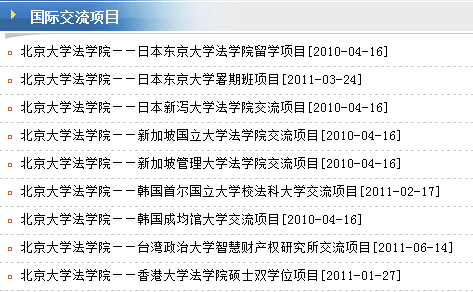 国际交流项目
北京大学法学院——日本东京大学法学院留学项目[2010-04-16]
北京大学法学院——日本东京大学暑期班项目[2011-03-24]
北京大学法学院——日本新泻大学法学院交流项目[2010-04-16]
北京大学法学院——新加坡国立大学法学院交流项目[2010-04-16]
北京大学法学院——新加坡管理大学法学院交流项目[2010-04-16]
北京大学法学院——韩国首尔国立大学校法科大学交流项目[2011-02-17]
北京大学法学院——韩国成均馆大学交流项目[2010-04-16]
北京大学法学院——台湾政治大学智慧财产权研究所交流项目[2011-06-14]
北京大学法学院——香港大学法学院硕士双学位项目[2011-01-27]